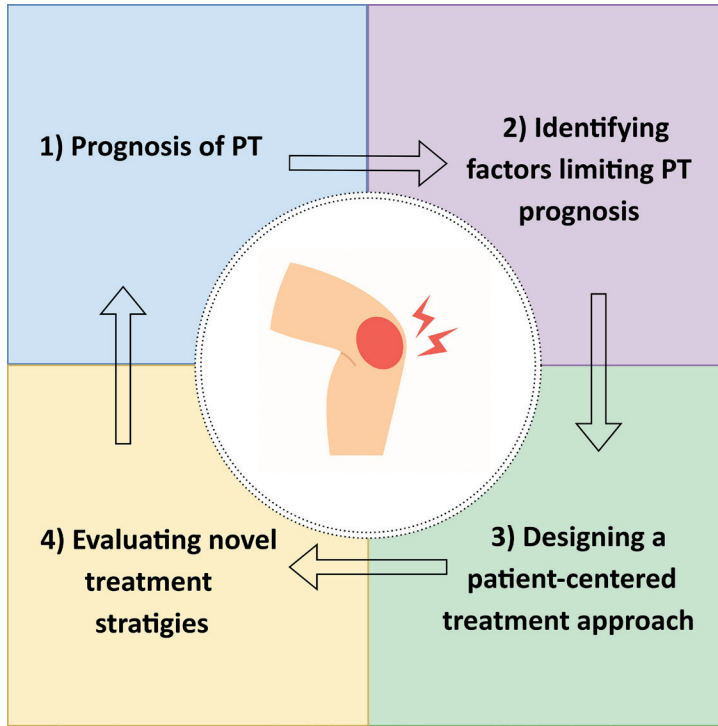 1) Prognosis of PT
2) Identifying
factors limiting PT
prognosis
3) Designing a
patient-centered
treatment approach
4) Evaluating novel
treatment
stratigies